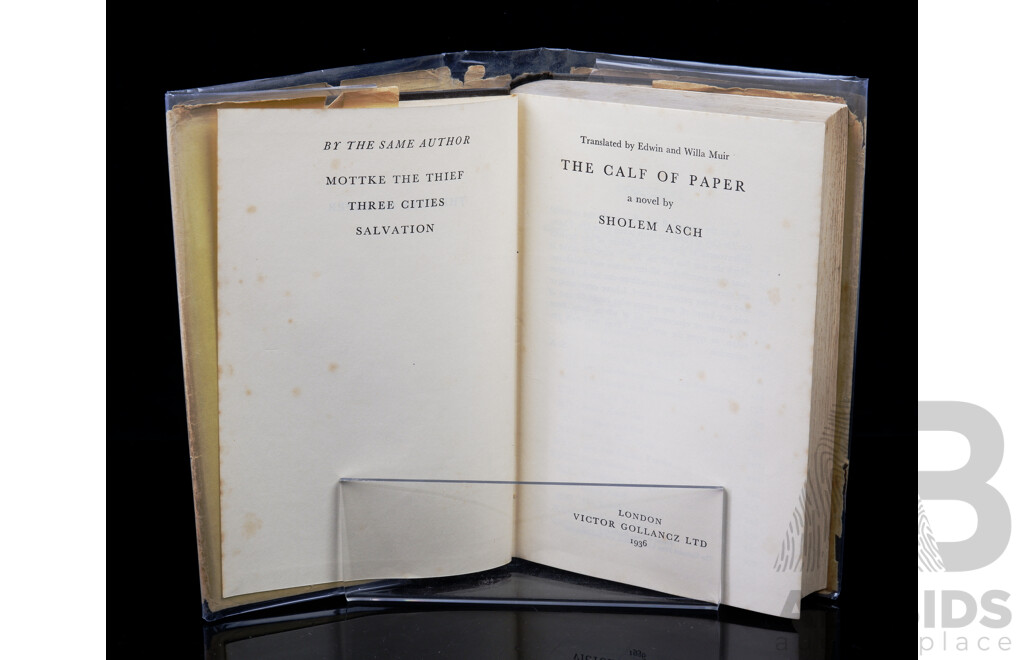 BY THE SAME AUTHOR
MOTTKE THE THIEF
THREE CITIES
SALVATION
Translated by Edwin and Willa Muir
THE CALF OF PAPER
a novel by
SHOLEM ASCH
LONDON
VICTOR GOLLANCZ LTD
1936